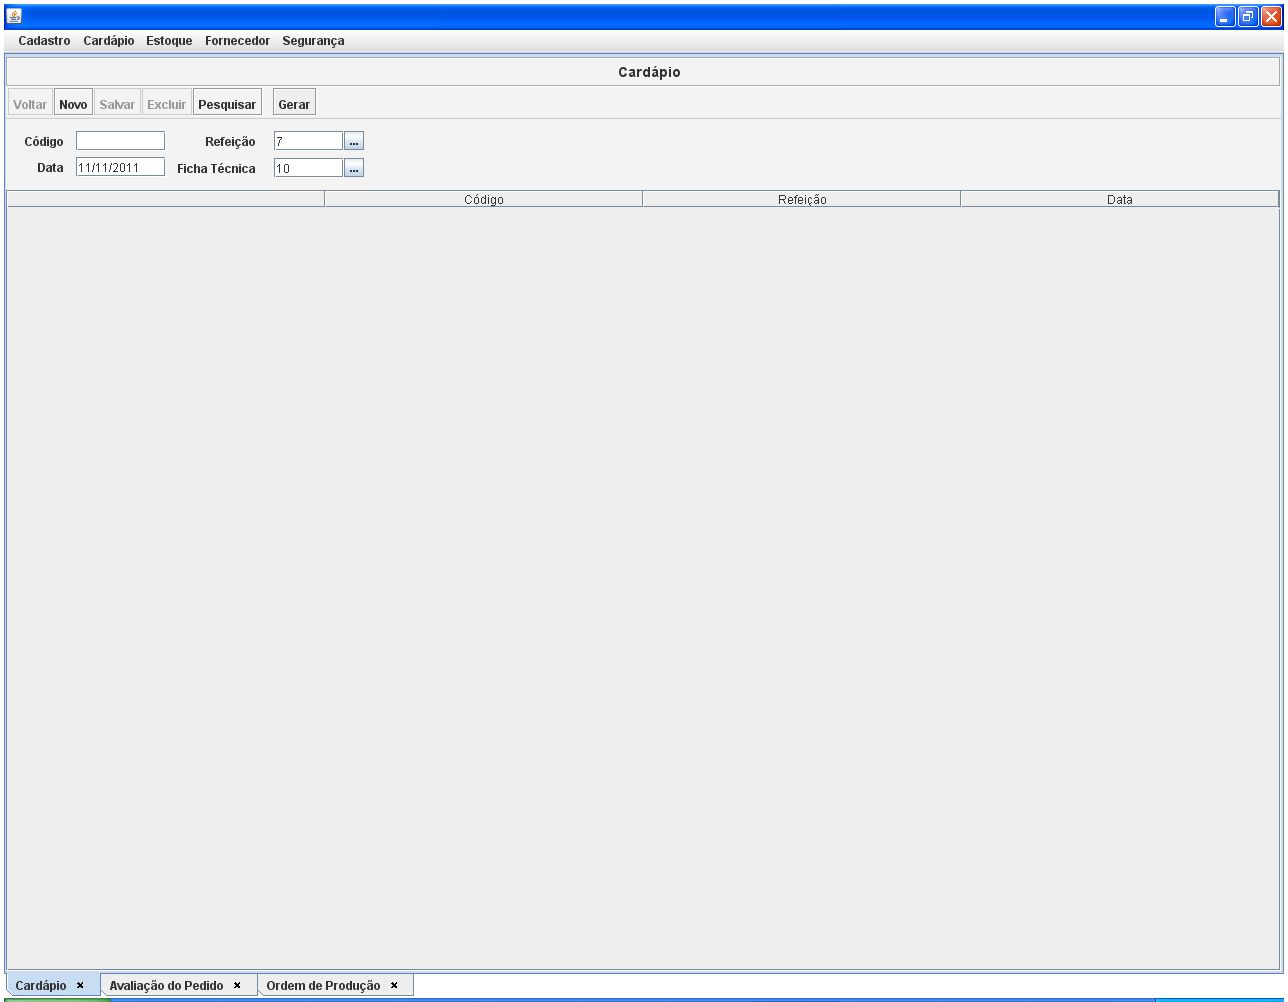 Cadastro Cardápio Estoque Fornecedor Segurança
Cardápio
Voltar Novo Salvar Excluir Pesquisar Gerar
Código Refeição 7 ...
Data 11/11/2011 Ficha Técnica 10 ...
Código Refeição Data
Cardápio × Avaliação do Pedido × Ordem de Produção ×